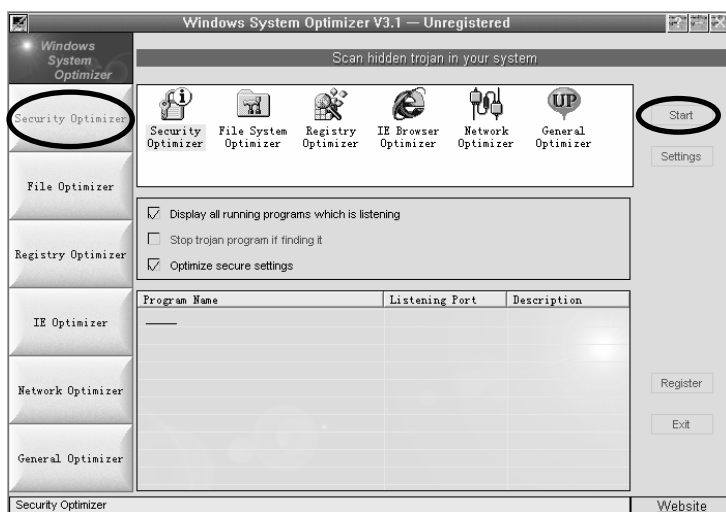 Windows System Optimizer V3.1 — Unregistered
Windows
System
Optimizer
Scan hidden trojan in your system
Security Optimizer
File Optimizer
Registry Optimizer
IE Optimizer
Network Optimizer
General Optimizer
Security
Optimizer
File System
Optimizer
Registry
Optimizer
IE Browser
Optimizer
Network
Optimizer
UP
General
Optimizer
Start
Settings
Display all running programs which is listening
Stop trojan program if finding it
Optimize secure settings
Program Name
Listening Port
Description
Register
Exit
Security Optimizer
Website